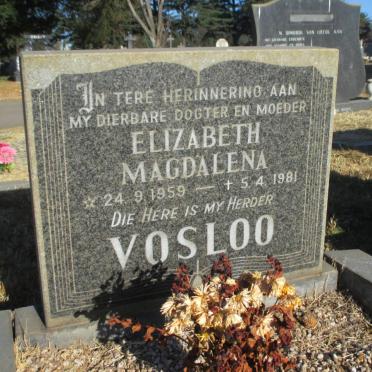 IN TERE HERINNERING AAN
MY DIERBARE DOGTER EN MOEDER
ELIZABETH
MAGDALENA
☆ 24.9.1959 — + 5.4.1981
DIE HERE IS MY HERDER
VOSLOO